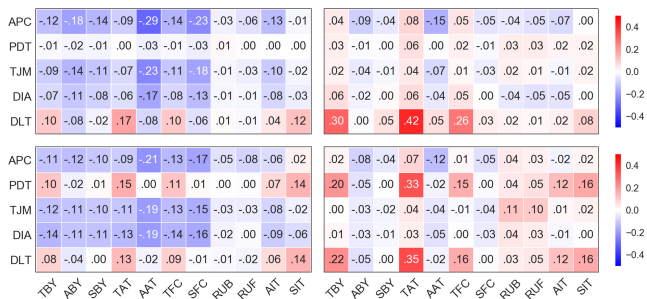 APC -.12 -.18 -.14 -.09 -.29 -.14 -.23 -.03 -.06 -.13 -.03 .04 -.09 -.04 .08 -.15 .05 -.05 -.04 -.05 -.07 .00 0.4
PDT -.01 -.02 -.01 .00 -.03 -.01 -.02 .01 .00 .00 .00 .02 -.01 .00 .06 -.02 .02 -.01 .03 .03 .02 .02 0.2
TJM -.09 -.14 -.11 -.07 -.23 -.11 -.18 -.01 -.03 -.10 -.02 .02 -.04 -.01 .04 -.07 .01 -.03 .02 .01 -.01 .02 0.0
DIA -.07 -.11 -.08 -.06 -.17 -.08 -.13 -.01 -.01 -.08 -.03 .06 -.02 .00 .06 -.04 .05 .00 -.04 -.05 -.05 .00 −0.2
DLT .10 -.08 -.02 .17 -.08 .10 -.06 -.01 -.01 .04 .12 .30 .00 .05 .42 .05 .26 .03 .02 .02 .02 .08 −0.4
APC -.11 -.12 -.10 -.09 -.21 -.13 -.17 -.05 -.08 -.06 .02 .02 -.08 -.04 .07 -.12 .01 -.05 .04 .03 -.02 .02 0.4
PDT .10 -.02 .01 .15 .00 .11 .01 .00 .00 .07 .14 .20 -.05 .00 .33 -.02 .15 .00 .04 .05 .12 .16 0.2
TJM -.12 -.11 -.10 -.11 -.19 -.14 -.15 -.03 -.03 -.08 -.02 .00 -.03 -.02 .04 -.04 -.01 -.04 .11 .10 .01 .02 0.0
DIA -.14 -.11 -.11 -.13 -.19 -.16 -.16 -.02 .00 -.09 -.06 .03 -.02 .01 .05 -.03 .02 -.03 .04 .05 .00 .01 −0.2
DLT .08 -.04 .00 .13 -.02 .09 -.01 -.01 .01 .06 .14 .22 -.05 .00 .35 -.02 .16 .00 .03 .04 .12 .16 −0.4
TBY ABY SBY TAT AAT TFC SFC RUB RUF AIT SIT TBY ABY SBY TAT AAT TFC SFC RUB RUF AIT SIT